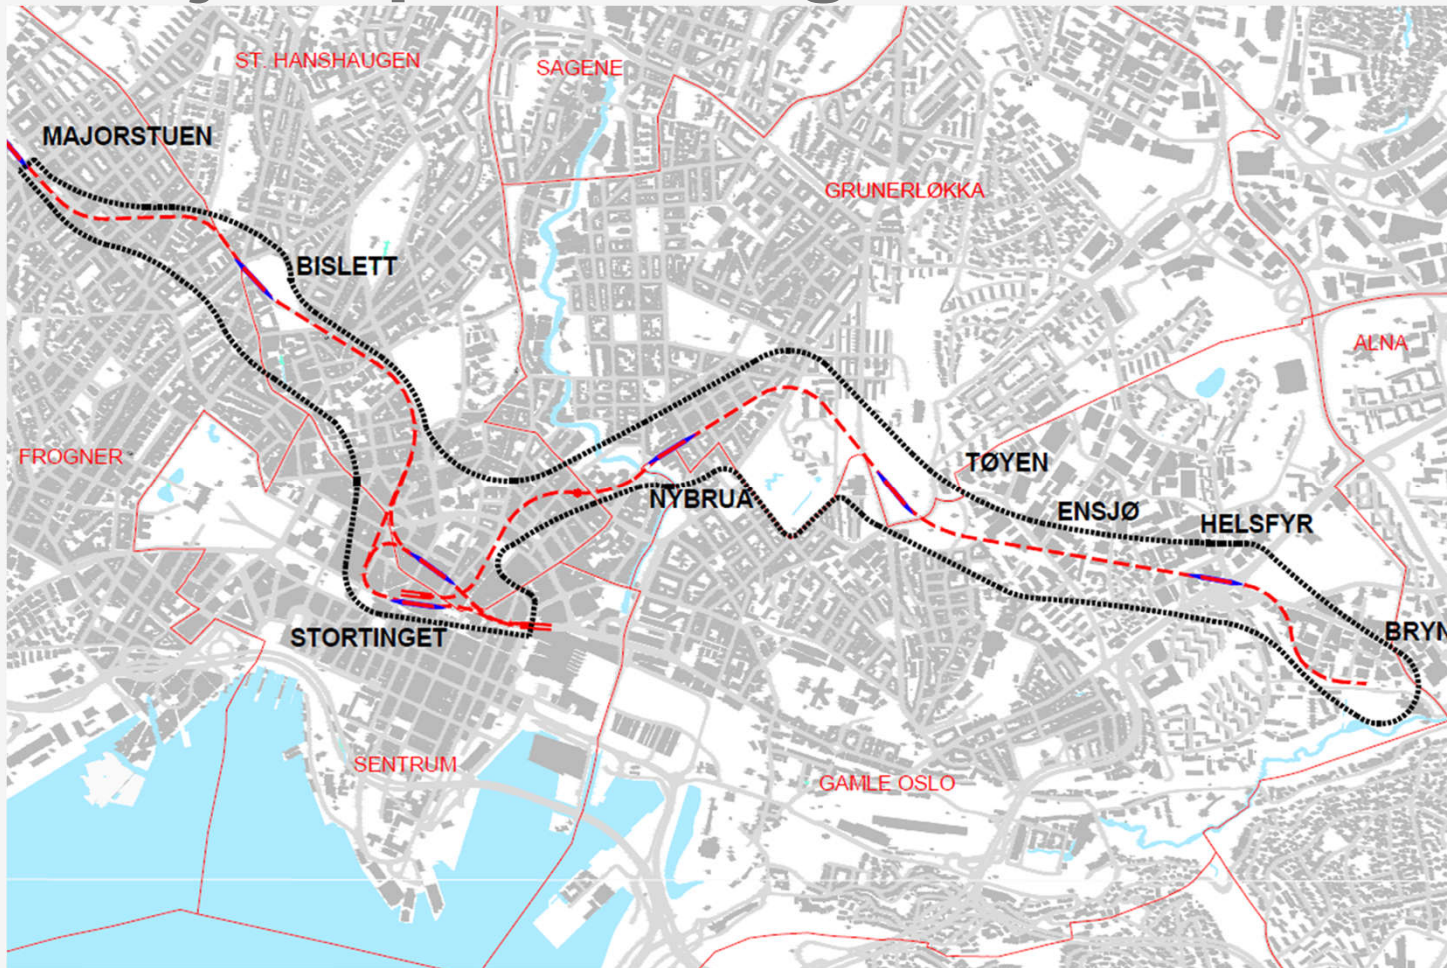 ST. HANSHAUGEN
SAGENE
MAJORSTUEN
GRUNERLØKKA
BISLETT
ALNA
FROGNER
TØYEN
NYBRUA
ENSJØ
HELSFYR
STORTINGET
BRYN
SENTRUM
GAMLE OSLO